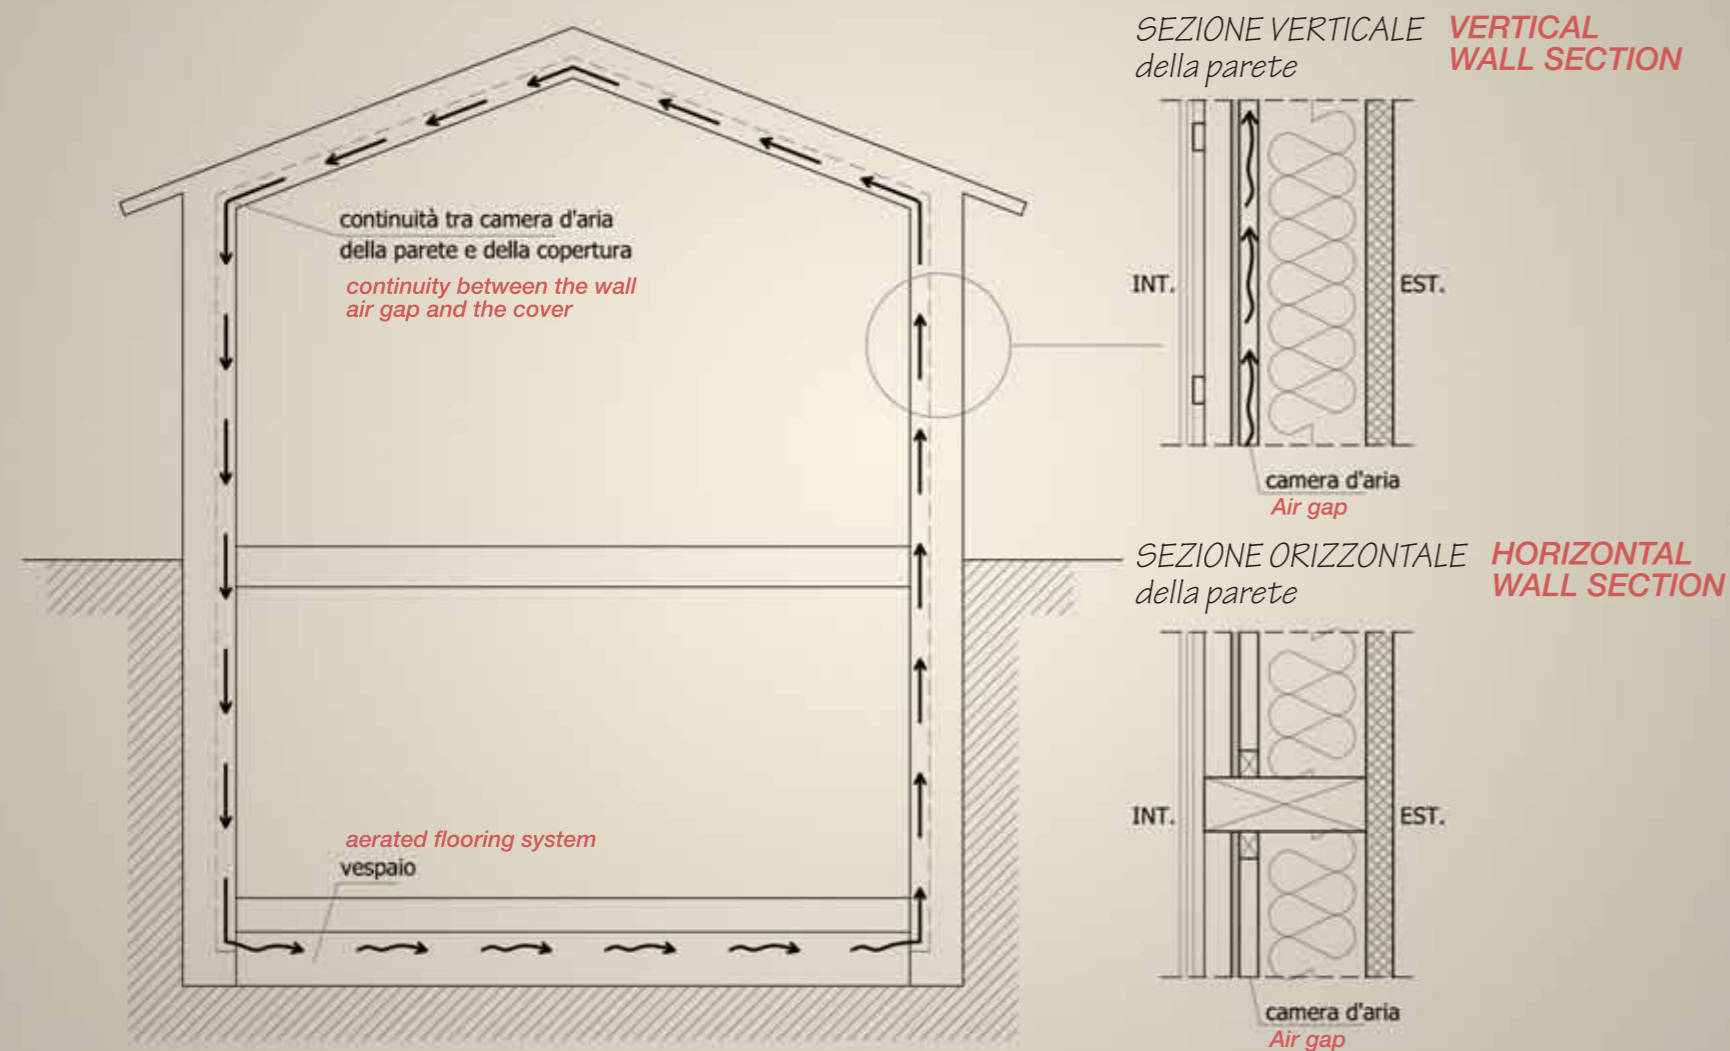 SEZIONE VERTICALE VERTICAL
della parete WALL SECTION
continuità tra camera d'aria
della parete e della copertura
continuity between the wall
air gap and the cover
INT.
EST.
camera d'aria
Air gap
SEZIONE ORIZZONTALE HORIZONTAL
della parete WALL SECTION
INT.
EST.
aerated flooring system
vespaio
camera d'aria
Air gap